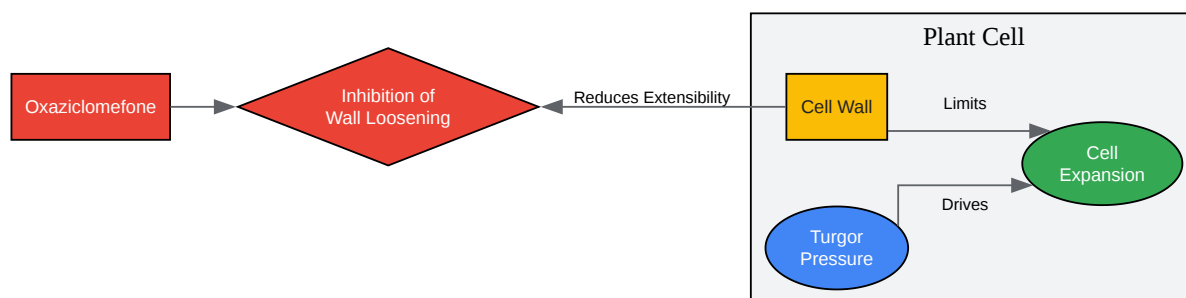 Plant Cell
Oxaziclomefone
Inhibition of
Wall Loosening
Reduces Extensibility
Cell Wall
Limits
Cell
Expansion
Drives
Turgor
Pressure